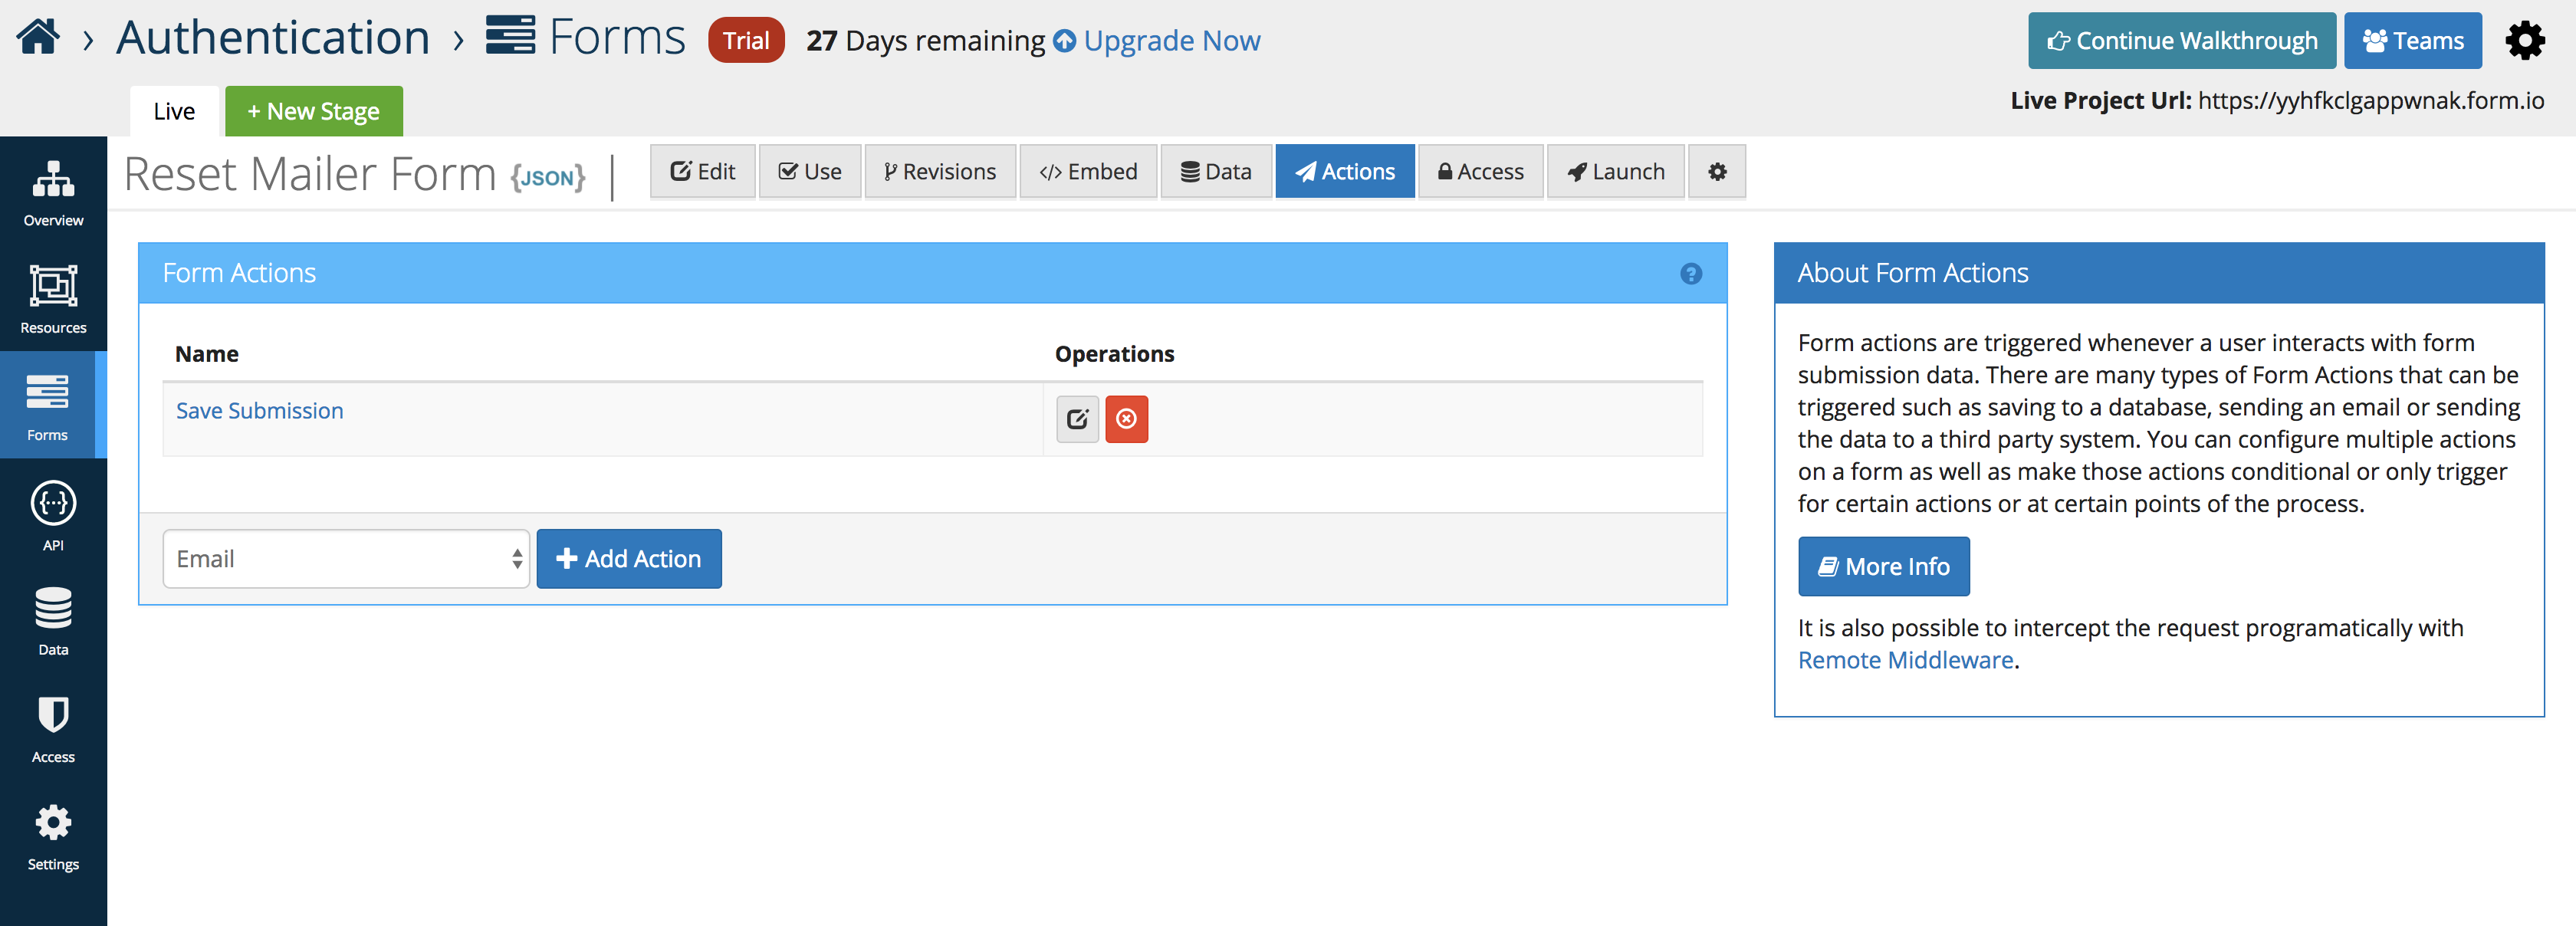 › Authentication › Forms Trial 27 Days remaining Upgrade Now
Continue Walkthrough Teams
Live + New Stage
Live Project Url: https://yyhfkclgappwnak.form.io
Reset Mailer Form {JSON} | Edit Use Revisions </> Embed Data Actions Access Launch
Overview
Resources
Forms
API
Data
Access
Settings
Form Actions ?
Name Operations
Save Submission
Email + Add Action
About Form Actions
Form actions are triggered whenever a user interacts with form
submission data. There are many types of Form Actions that can be
triggered such as saving to a database, sending an email or sending
the data to a third party system. You can configure multiple actions
on a form as well as make those actions conditional or only trigger
for certain actions or at certain points of the process.
More Info
It is also possible to intercept the request programatically with
Remote Middleware.